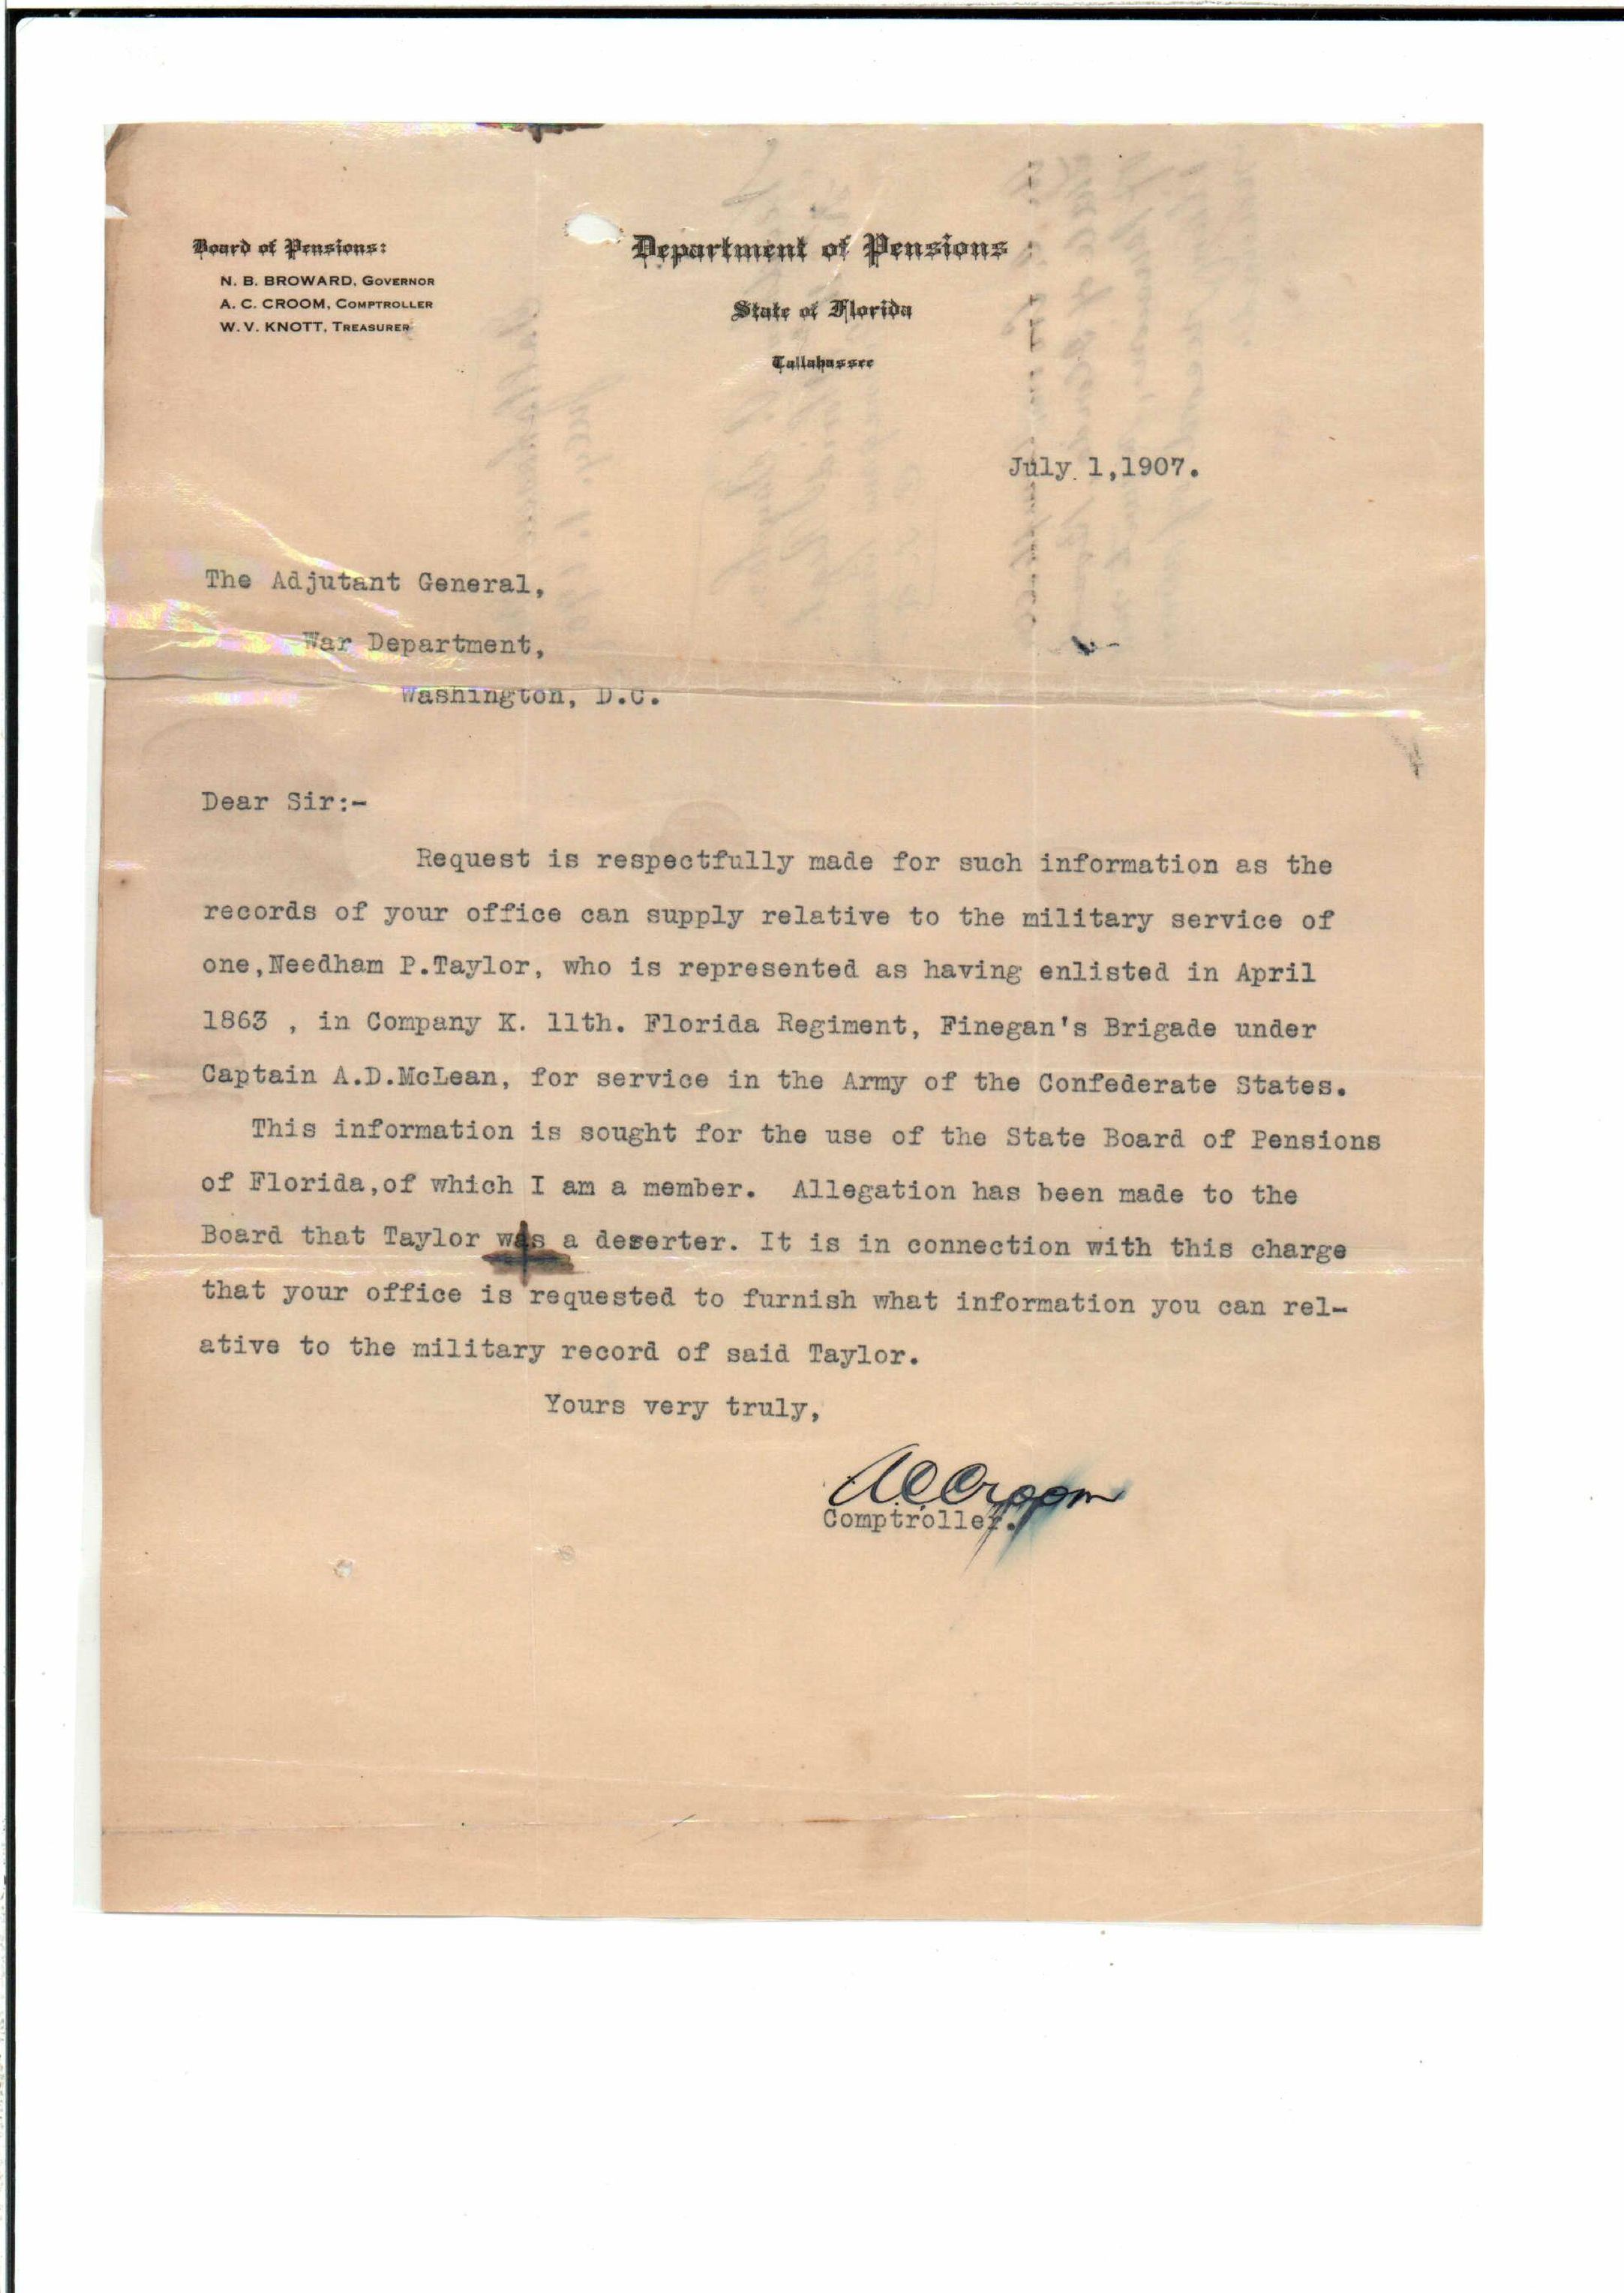 Board of Pensions:
N. B. BROWARD, GOVERNOR
A. C. CROOM, COMPTROLLER
W. V. KNOTT, TREASURER
Department of Pensions
State of Florida
Tallahassee
July 1,1907.
The Adjutant General,
War Department,
Washington, D.C.
Dear Sir:-
Request is respectfully made for such information as the
records of your office can supply relative to the military service of
one,Needham P.Taylor, who is represented as having enlisted in April
1863 , in Company K. 11th. Florida Regiment, Finegan's Brigade under
Captain A.D.McLean, for service in the Army of the Confederate States.
This information is sought for the use of the State Board of Pensions
of Florida,of which I am a member. Allegation has been made to the
Board that Taylor was a deserter. It is in connection with this charge
that your office is requested to furnish what information you can rel-
ative to the military record of said Taylor.
Yours very truly,
A C Croom
Comptroller.